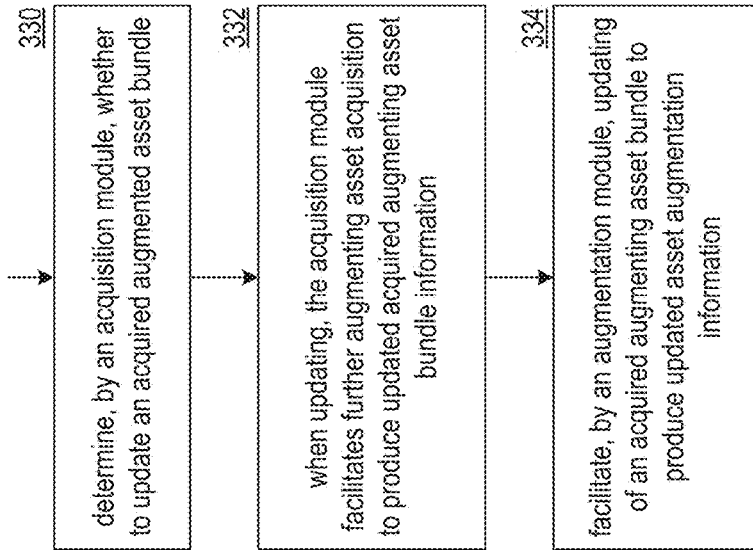 330
determine, by an acquisition module, whether
to update an acquired augmented asset bundle
332
when updating, the acquisition module
facilitates further augmenting asset acquisition
to produce updated acquired augmenting asset
bundle information
334
facilitate, by an augmentation module, updating
of an acquired augmenting asset bundle to
produce updated asset augmentation
information